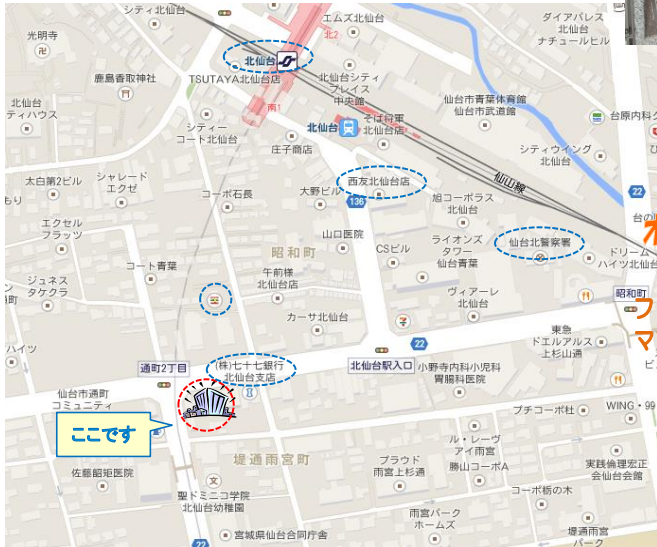 シティ北仙台
光明寺
エムズ北仙台
北2
ダイアパレス
北仙台
ナチュールヒル
北仙台
TSUTAYA北仙台店
鹿島香取神社
北仙台シティ
プレイス
中央館
仙台市青葉体育館
仙台市武道館
北仙台
ティハウス
南1
シティー
コート北仙台
北仙台
そば将軍
北仙台店
台原内科
庄子商店
シティウイング
北仙台
太白第2ビル
シャレード
エクゼ
コーポ石長
大野ビル
西友北仙台店
仙山線
22
136
旭コーポラス
北仙台
エクセル
フラッツ
昭和町
山口医院
CSビル
ライオンズ
タワー
仙台青葉
仙台北警察署
ドリーム
ハイツ北仙台
コート青葉
午前様
北仙台店
ジュネス
タケクラ
カーサ北仙台
ヴィアーレ
北仙台
昭和町
フ
マ
ハイツ
22
東急
ドエルアルス
上杉山通
通町2丁目
(株)七十七銀行
北仙台支店
北仙台駅入口
小野寺内科小児科
胃腸科医院
仙台市通町
コミュニティ
プチコーポ杜
WING・99
ここです
堤通雨宮町
ル・レーヴ
アイ雨宮
佐藤韶矩医院
プラウド
雨宮上杉通
勝山コーポA
実践倫理宏正
会仙台会館
聖ドミニコ学院
北仙台幼稚園
コーポ栃の木
雨宮パーク
ホームズ
22
宮城県仙台合同庁舎
堤通雨宮
パーク